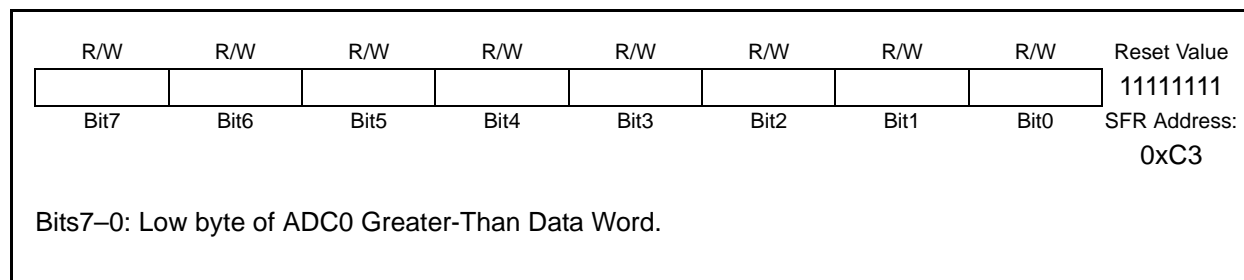 R/W R/W R/W R/W R/W R/W R/W R/W Reset Value
11111111
Bit7 Bit6 Bit5 Bit4 Bit3 Bit2 Bit1 Bit0 SFR Address:
0xC3
Bits7–0: Low byte of ADC0 Greater-Than Data Word.